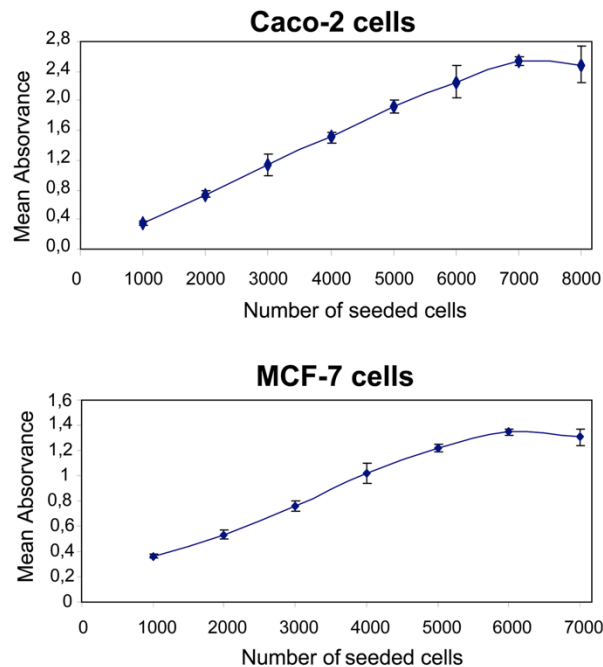 Caco-2 cells
Mean Absorvance
2,8
2,4
2,0
1,6
1,2
0,8
0,4
0,0
0 1000 2000 3000 4000 5000 6000 7000 8000
Number of seeded cells
MCF-7 cells
Mean Absorvance
1,6
1,4
1,2
1
0,8
0,6
0,4
0,2
0
0 1000 2000 3000 4000 5000 6000 7000
Number of seeded cells